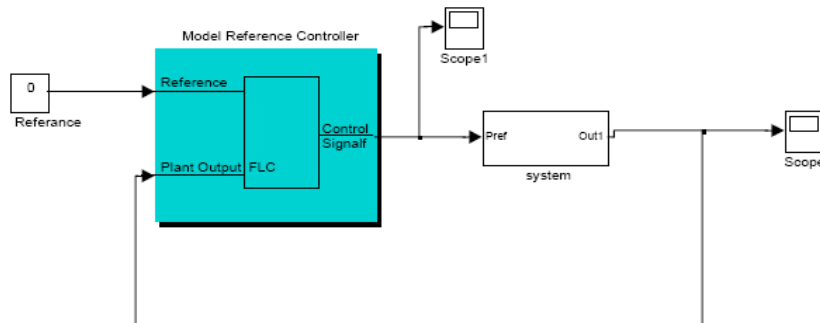 Model Reference Controller
Scope1
0
Referance
Reference
Control
Signalf
Plant Output
FLC
Pref
Out1
system
Scope